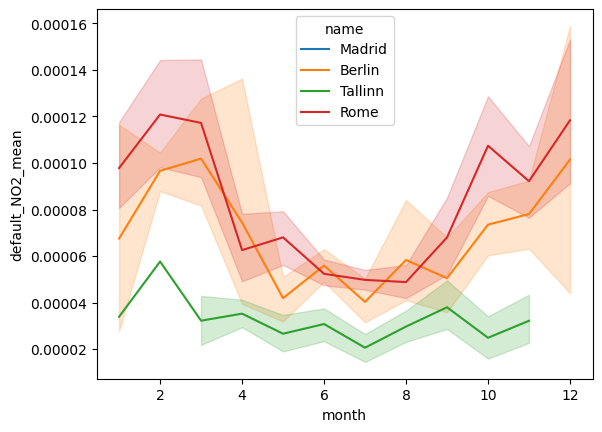 name
Madrid
Berlin
Tallinn
Rome
default_NO2_mean
0.00016
0.00014
0.00012
0.00010
0.00008
0.00006
0.00004
0.00002
2 4 6 8 10 12
month